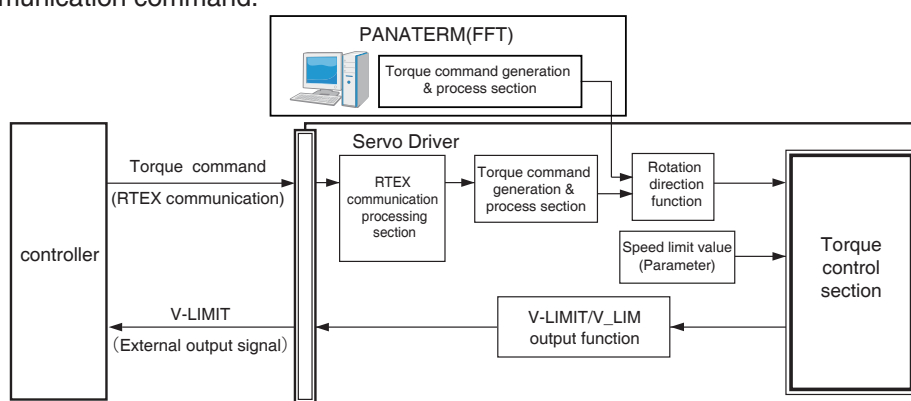 munication command.
PANATERM(FFT)
Torque command generation
& process section
Servo Driver
Torque command
(RTEX communication)
RTEX
communication
processing
section
Torque command
generation &
process section
Rotation
direction
function
controller
Speed limit value
(Parameter)
Torque
control
section
V-LIMIT
(External output signal)
V-LIMIT/V_LIM
output function